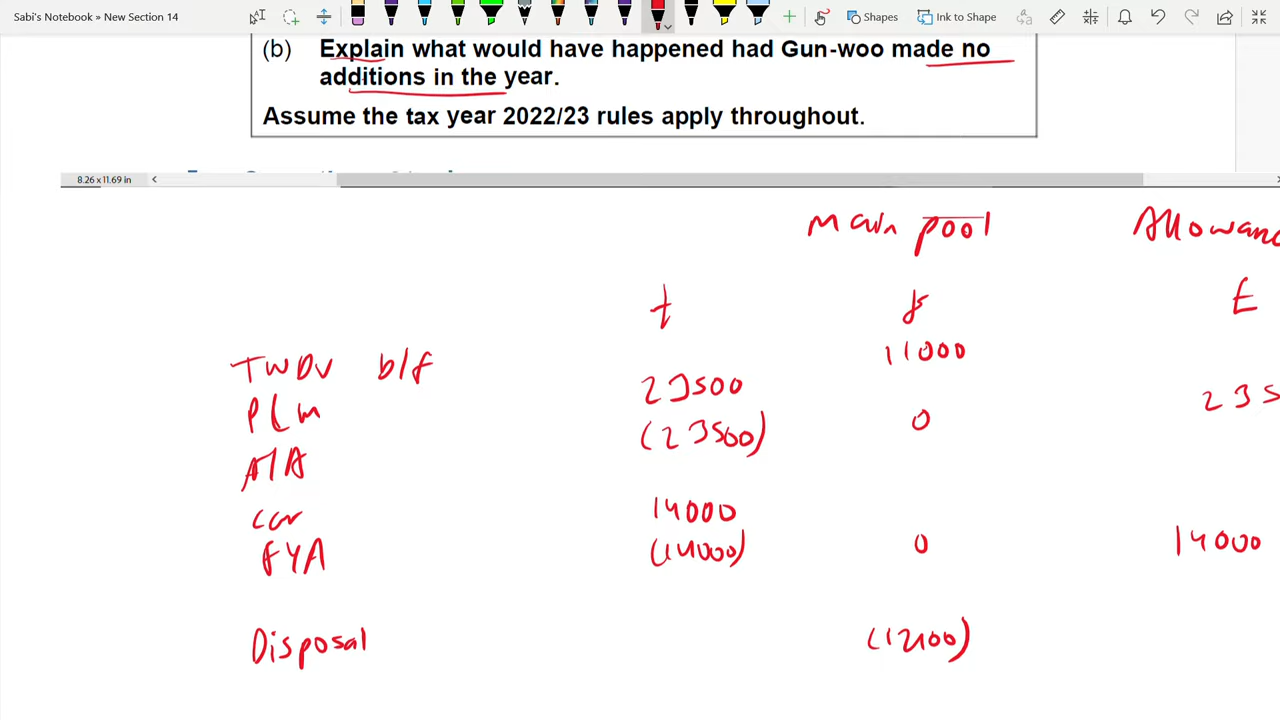 Sabi's Notebook » New Section 14
Shapes
Ink to Shape
(b) Explain what would have happened had Gun-woo made no
additions in the year.
Assume the tax year 2022/23 rules apply throughout.
8.26 x 11.69 in
Main pool Allowanc
£ £ £
TWDV b/f 11000
P&M 23500 235
AIA (23500) 0
Car 14000
FYA (14000) 0 14000
Disposal (12100)